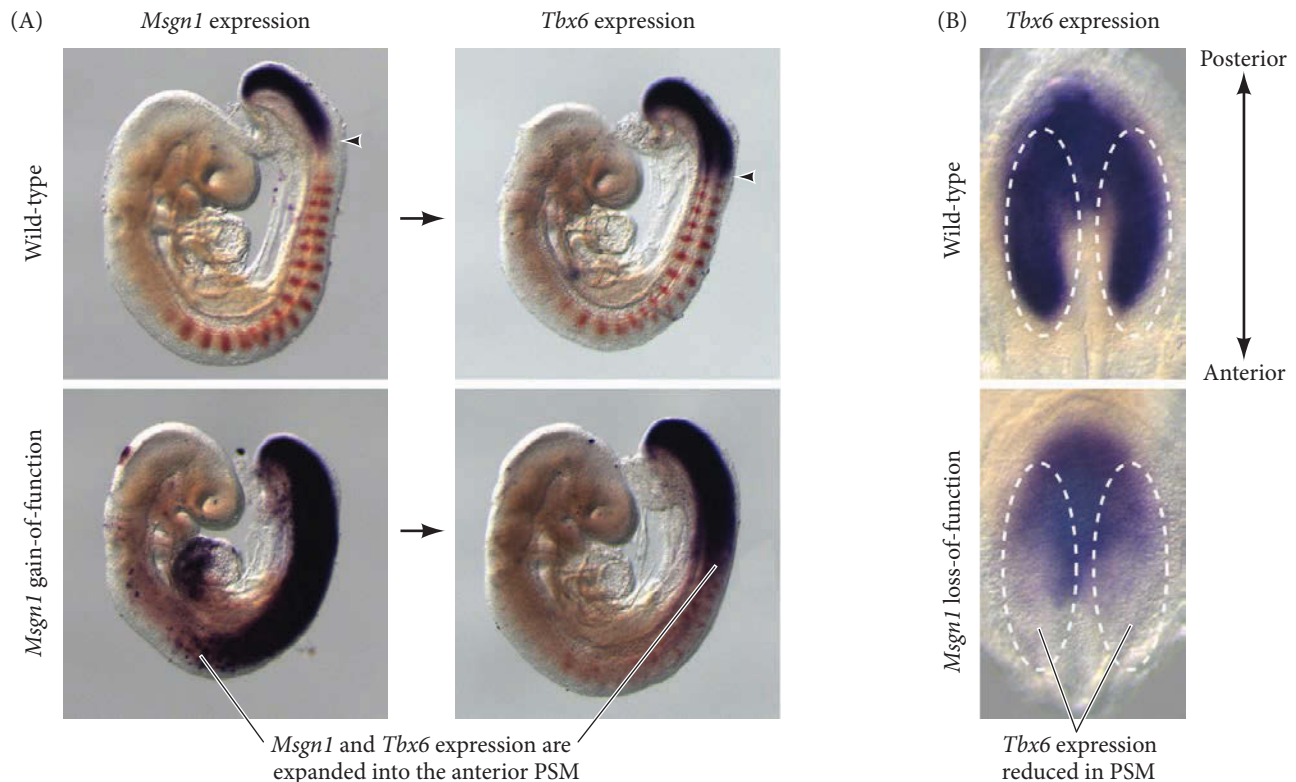 (A)
Msgn1 expression
Tbx6 expression
(B)
Tbx6 expression
Wild-type
Wild-type
Posterior
Anterior
Msgn1 gain-of-function
Msgn1 loss-of-function
Msgn1 and Tbx6 expression are
expanded into the anterior PSM
Tbx6 expression
reduced in PSM